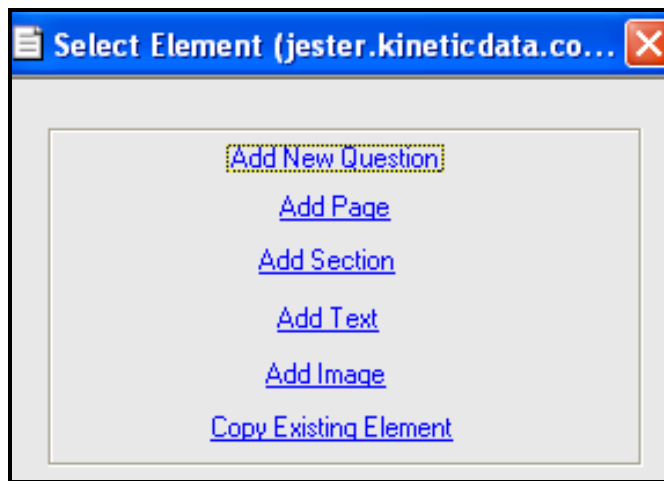 Select Element (jester.kineticdata.co...
Add New Question
Add Page
Add Section
Add Text
Add Image
Copy Existing Element